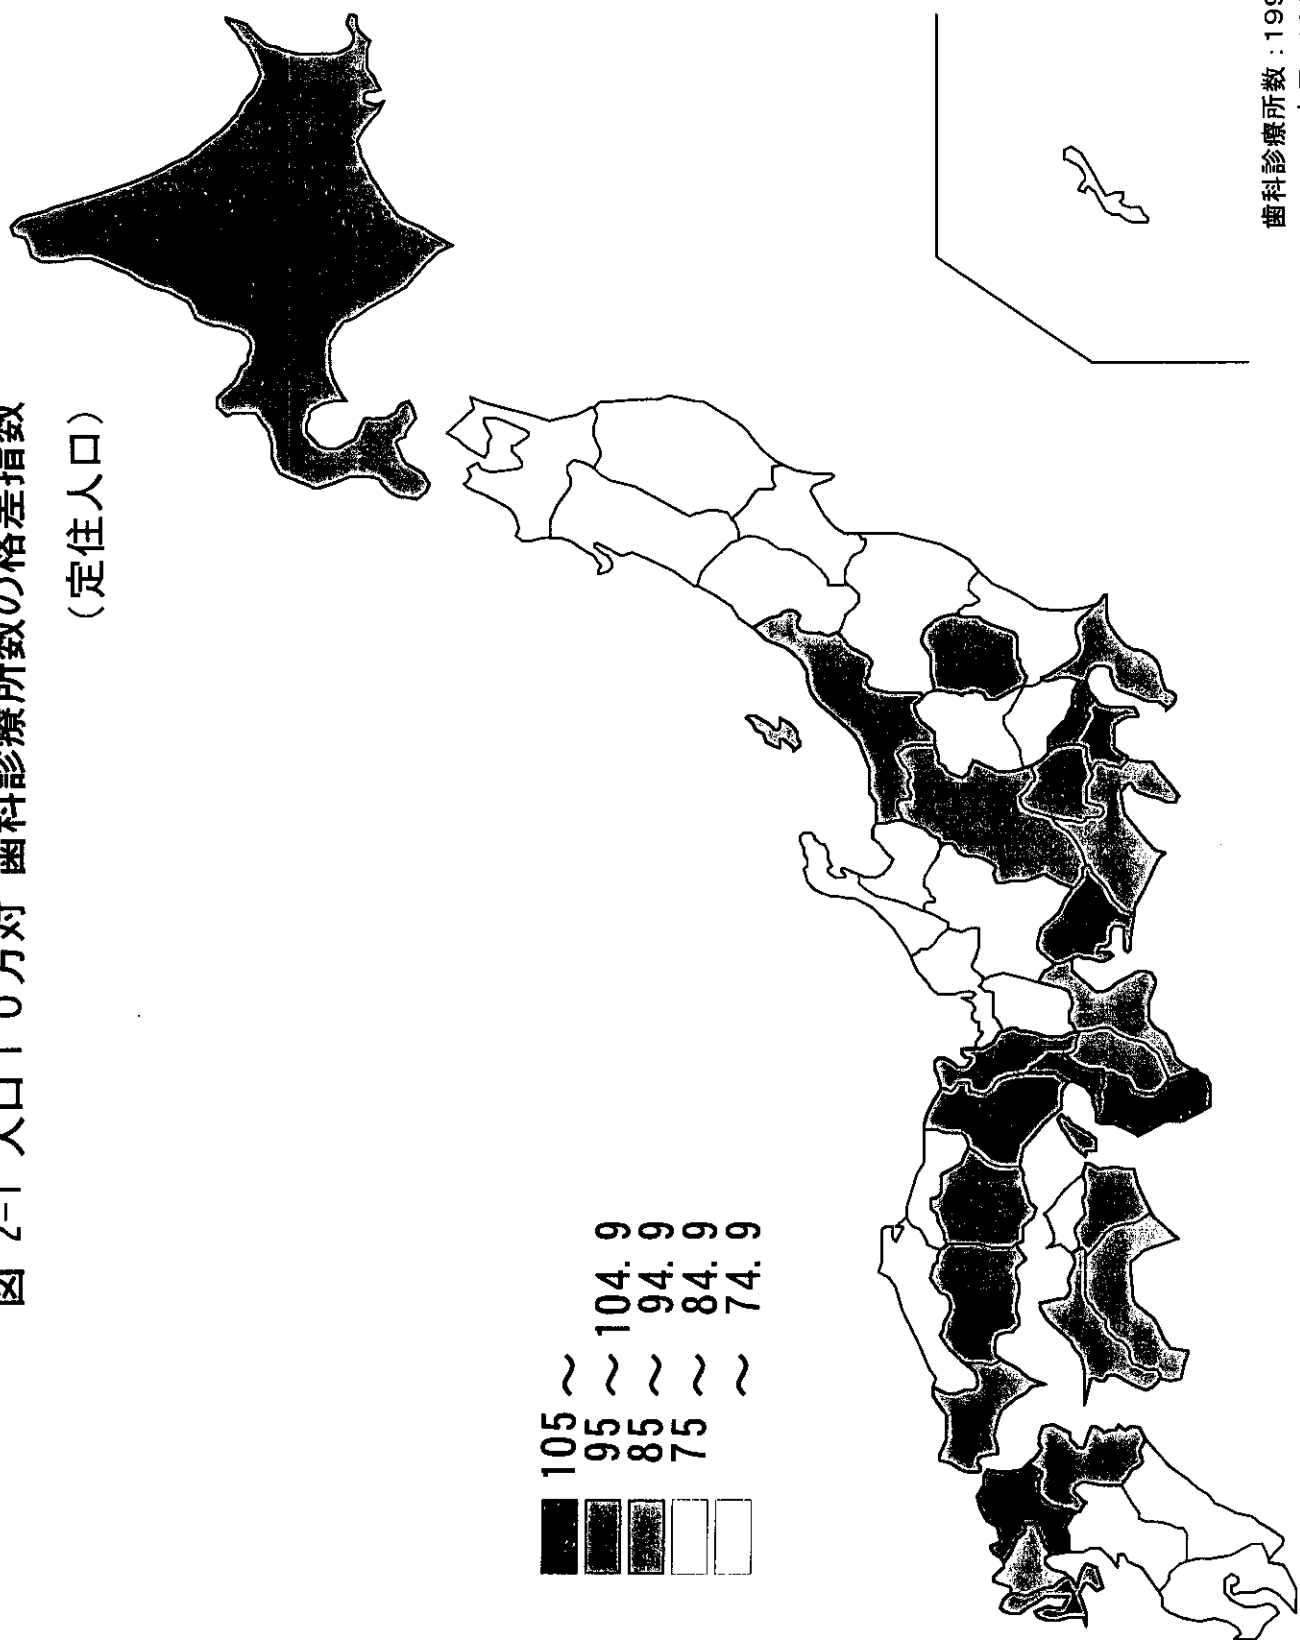 図 2-1 人口10万対 歯科診療所数の格差指数
(定住人口)
105 ～
95 ～ 104. 9
85 ～ 94. 9
75 ～ 84. 9
～ 74. 9
歯科診療所数:199